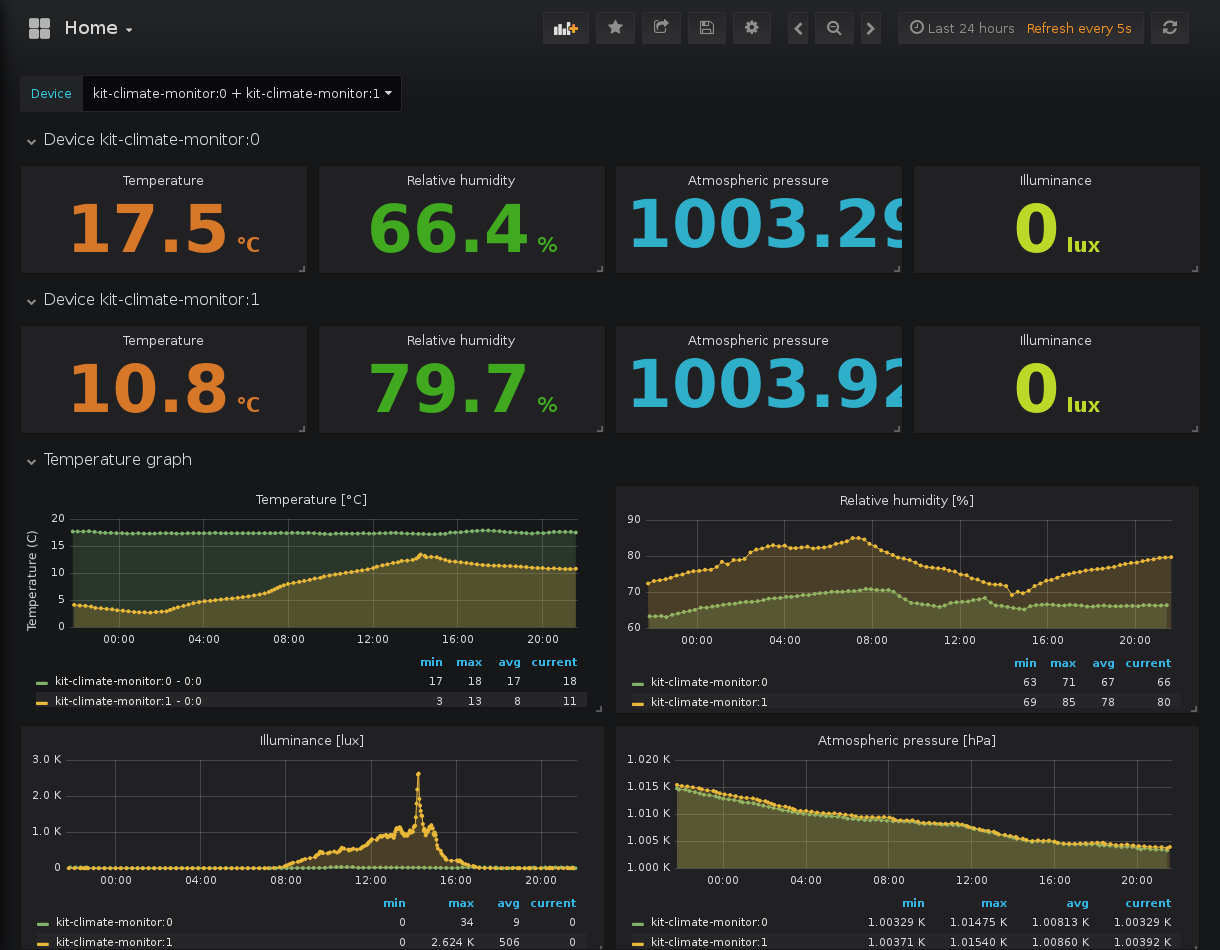 Home
Last 24 hours Refresh every 5s
Device kit-climate-monitor:0 + kit-climate-monitor:1
Device kit-climate-monitor:0
Temperature Relative humidity Atmospheric pressure Illuminance
17.5 °C 66.4 % 1003.29 0 lux
Device kit-climate-monitor:1
Temperature Relative humidity Atmospheric pressure Illuminance
10.8 °C 79.7 % 1003.92 0 lux
Temperature graph
Temperature [°C]
Temperature (C)
20
15
10
5
0
00:00 04:00 08:00 12:00 16:00 20:00
min max avg current
kit-climate-monitor:0 - 0:0 17 18 17 18
kit-climate-monitor:1 - 0:0 3 13 8 11
Relative humidity [%]
90
80
70
60
00:00 04:00 08:00 12:00 16:00 20:00
min max avg current
kit-climate-monitor:0 63 71 67 66
kit-climate-monitor:1 69 85 78 80
Illuminance [lux]
3.0 K
2.0 K
1.0 K
0
00:00 04:00 08:00 12:00 16:00 20:00
min max avg current
kit-climate-monitor:0 0 34 9 0
kit-climate-monitor:1 0 2.624 K 506 0
Atmospheric pressure [hPa]
1.020 K
1.015 K
1.010 K
1.005 K
1.000 K
00:00 04:00 08:00 12:00 16:00 20:00
min max avg current
kit-climate-monitor:0 1.00329 K 1.01475 K 1.00813 K 1.00329 K
kit-climate-monitor:1 1.00371 K 1.01540 K 1.00860 K 1.00392 K